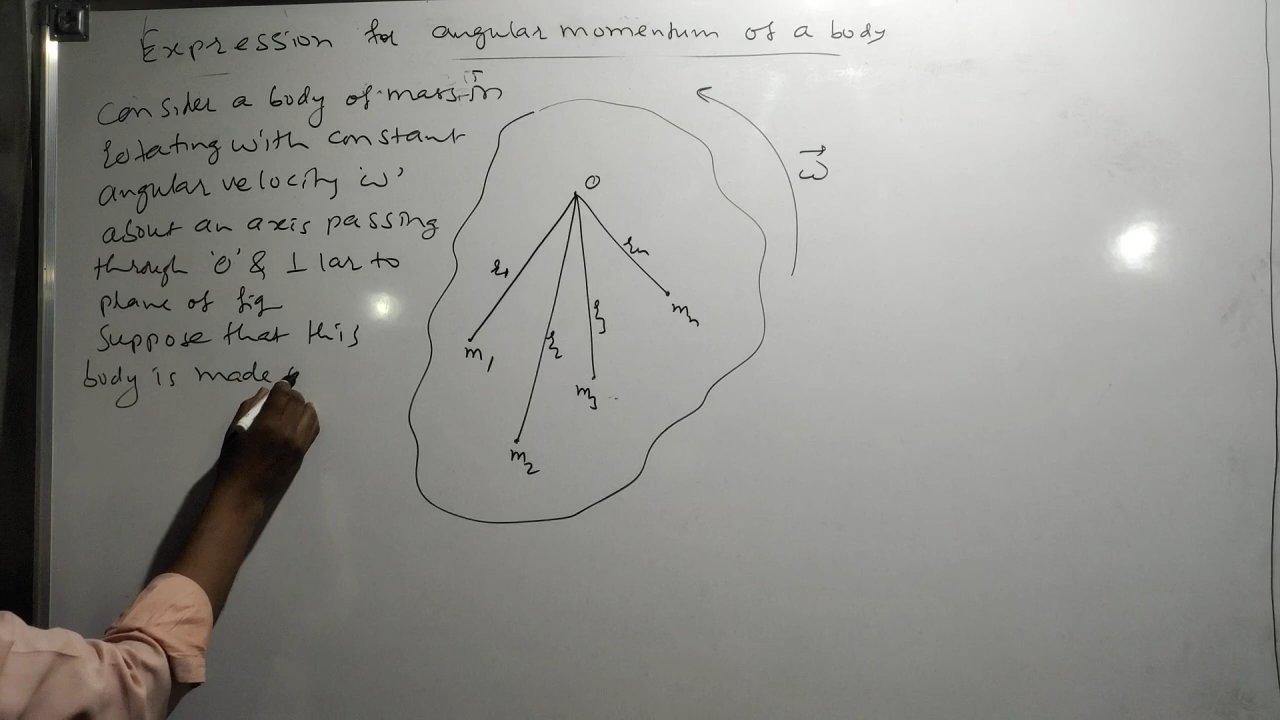 Expression for angular momentum of a body
Consider a body of mass m is
rotating with constant
angular velocity 'ω'
about an axis passing
through 'O' & ⊥ lar to
plane of fig
Suppose that this
body is made
O
ω⃗
r₁
r₂
r₃
rₙ
m₁
m₂
m₃
mₙ